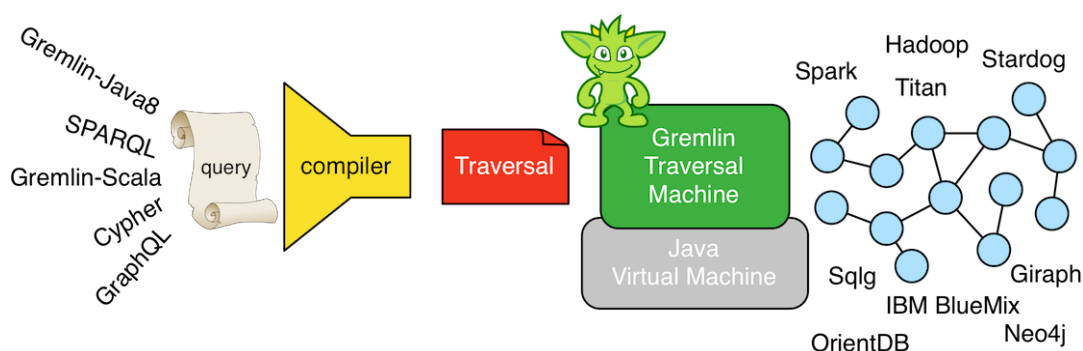 Gremlin-Java8
SPARQL
Gremlin-Scala
Cypher
GraphQL
query
compiler
Traversal
Gremlin
Traversal
Machine
Java
Virtual Machine
Hadoop
Spark
Titan
Stardog
Sqlg
Giraph
IBM BlueMix
OrientDB
Neo4j